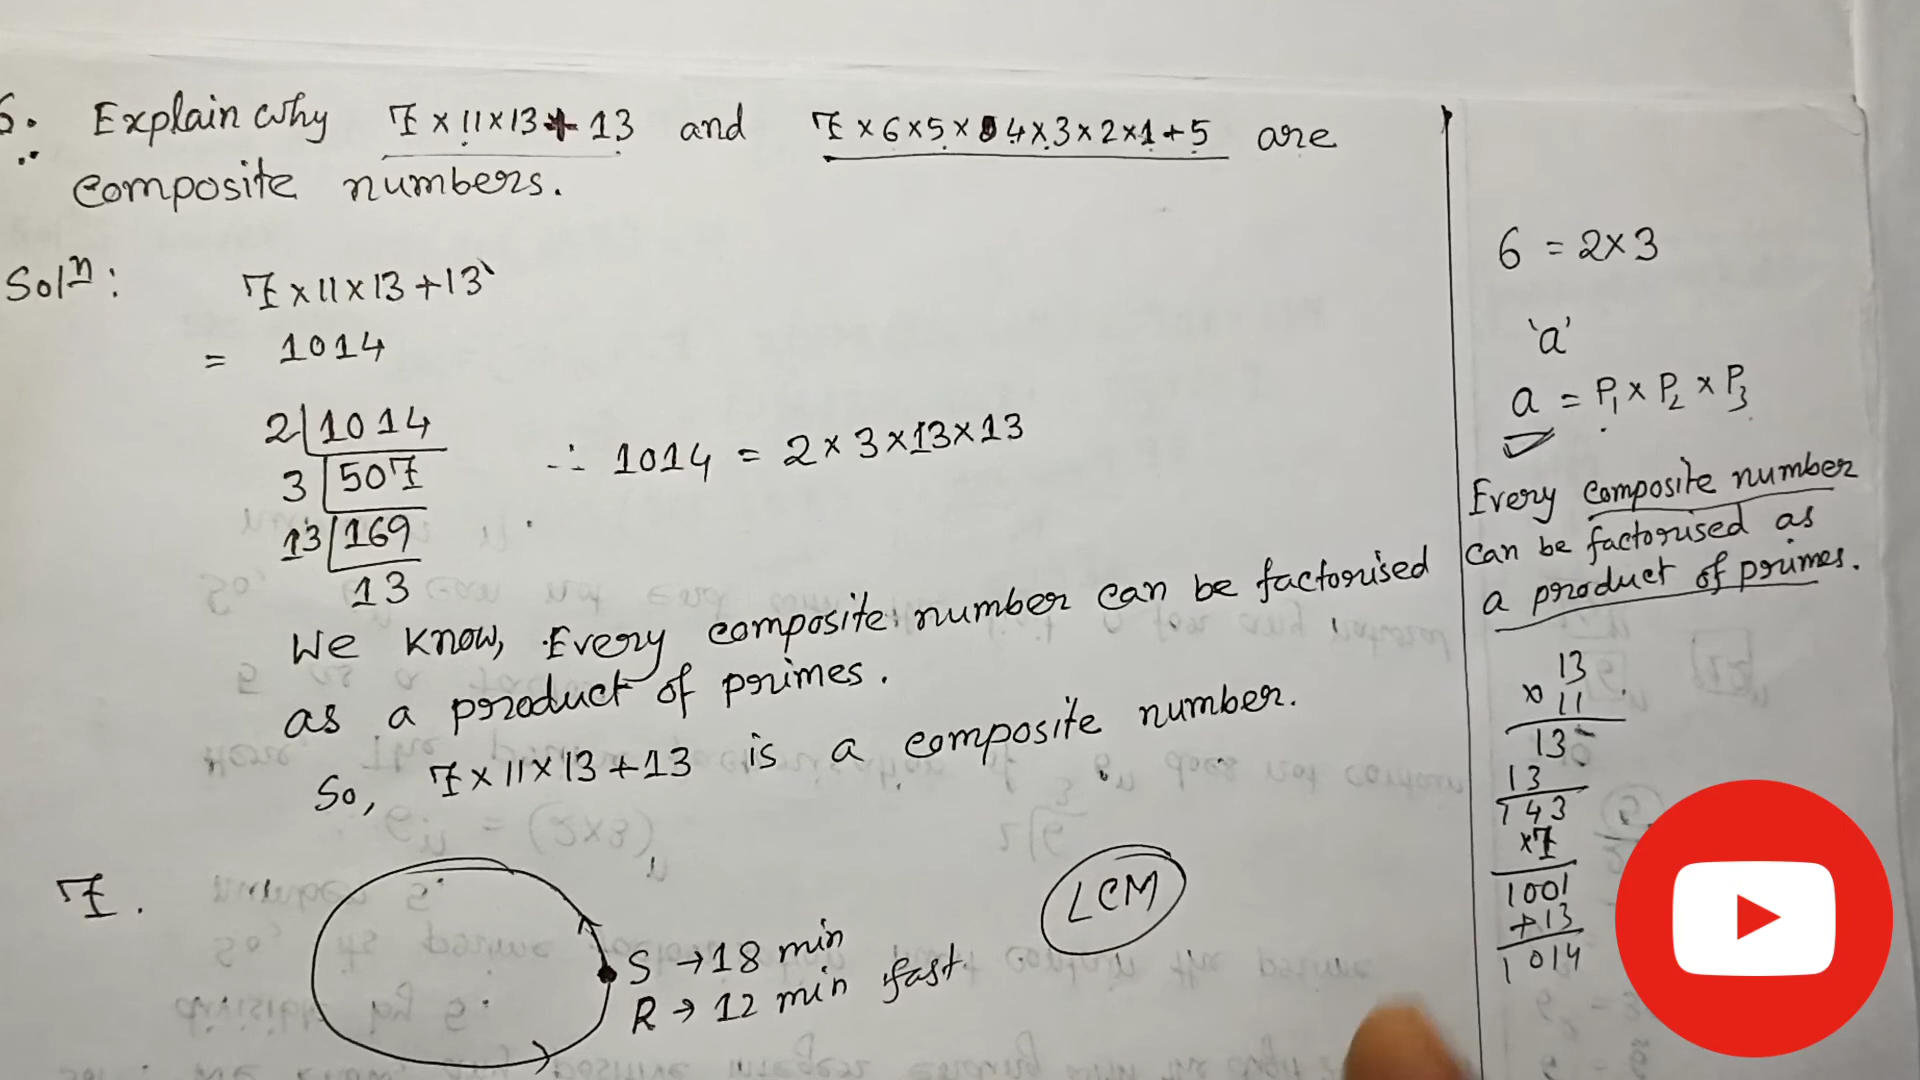 6. Explain why 7×11×13+13 and 7×6×5×4×3×2×1+5 are
composite numbers.
Solⁿ: 7×11×13+13
= 1014
2|1014
3|507
13|169
13
∴ 1014 = 2×3×13×13
We know, Every composite number can be factorised
as a product of primes.
So, 7×11×13+13 is a composite number.
7.
S → 18 min
R → 12 min fast.
LCM
6 = 2×3
'a'
a = P₁ × P₂ × P₃
Every composite number
can be factorised as
a product of primes.
13
× 11
13
13
143
×7
1001
+13
1014